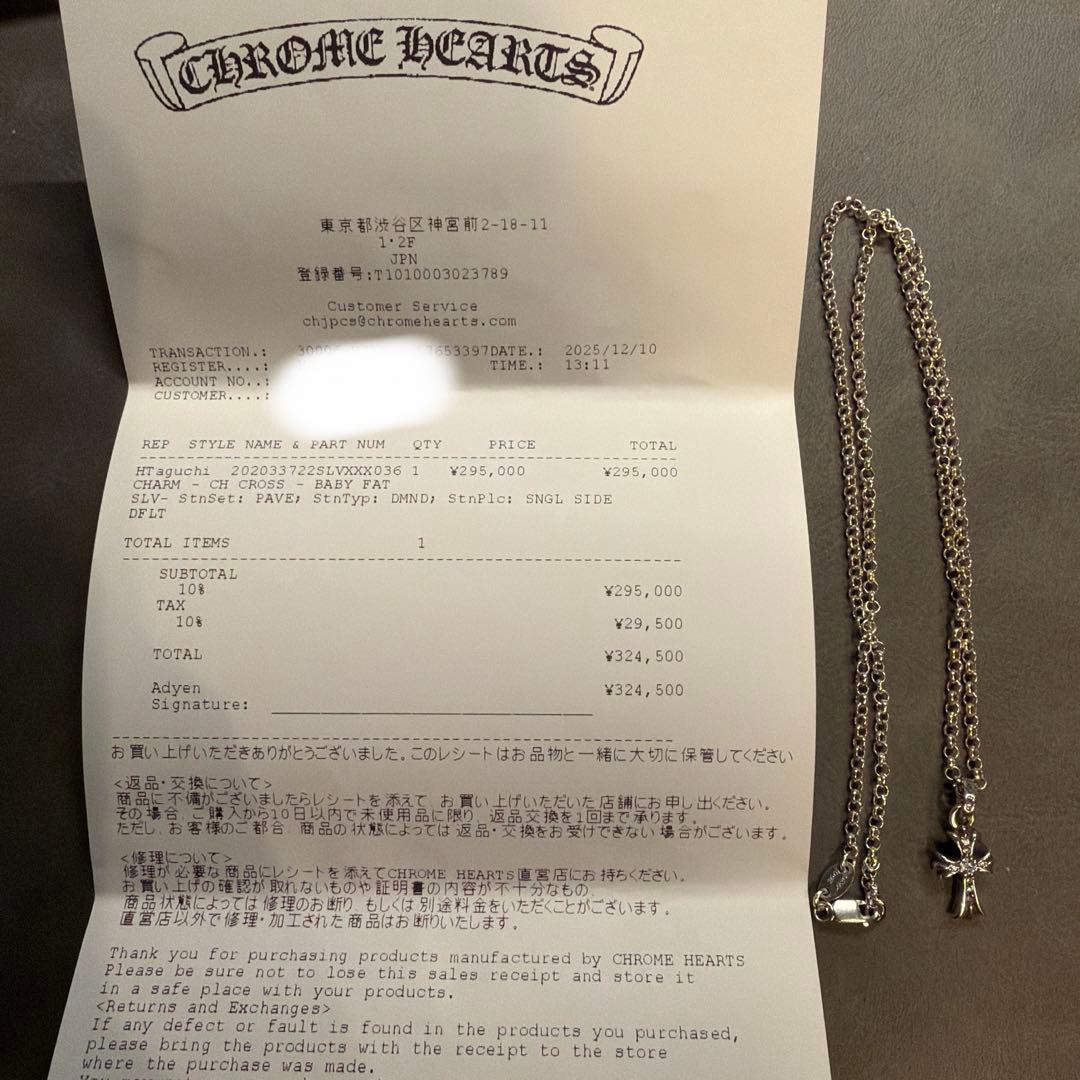 CHROME HEARTS
東京都渋谷区神宮前2-18-11
1・2F
JPN
登録番号:T1010003023789
Customer Service
chjpcs@chromehearts.com
TRANSACTION.: 653397DATE.: 2025/12/10
REGISTER....: TIME.: 13:11
ACCOUNT NO..:
CUSTOMER....:
REP STYLE NAME & PART NUM QTY PRICE TOTAL
HTaguchi 202033722SLVXXX036 1 ¥295,000 ¥295,000
CHARM - CH CROSS - BABY FAT
SLV- StnSet: PAVE; StnTyp: DMND; StnPlc: SNGL SIDE
DFLT
TOTAL ITEMS 1
SUBTOTAL
10% ¥295,000
TAX
10% ¥29,500
TOTAL ¥324,500
Adyen ¥324,500
Signature:
お買い上げいただきありがとうございました。このレシートはお品物と一緒に大切に保管してください
<返品・交換について>
商品に不備がございましたらレシートを添えて、お買い上げいただいた店舗にお申し出ください。
その場合、ご購入から10日以内で未使用品に限り、返品交換を1回まで承ります。
ただし、お客様のご都合、商品の状態によっては返品・交換をお受けできない場合がございます。
<修理について>
修理が必要な商品にレシートを添えてCHROME HEARTS直営店にお持ちください。
お買い上げの確認が取れないものや証明書の内容が不十分なもの、
商品状態によっては修理のお断り、もしくは別途料金をいただくことがございます。
直営店以外で修理・加工された商品はお断りいたします。
Thank you for purchasing products manufactured by CHROME HEARTS
Please be sure not to lose this sales receipt and store it
in a safe place with your products.
<Returns and Exchanges>
If any defect or fault is found in the products you purchased,
please bring the products with the receipt to the store
where the purchase was made.